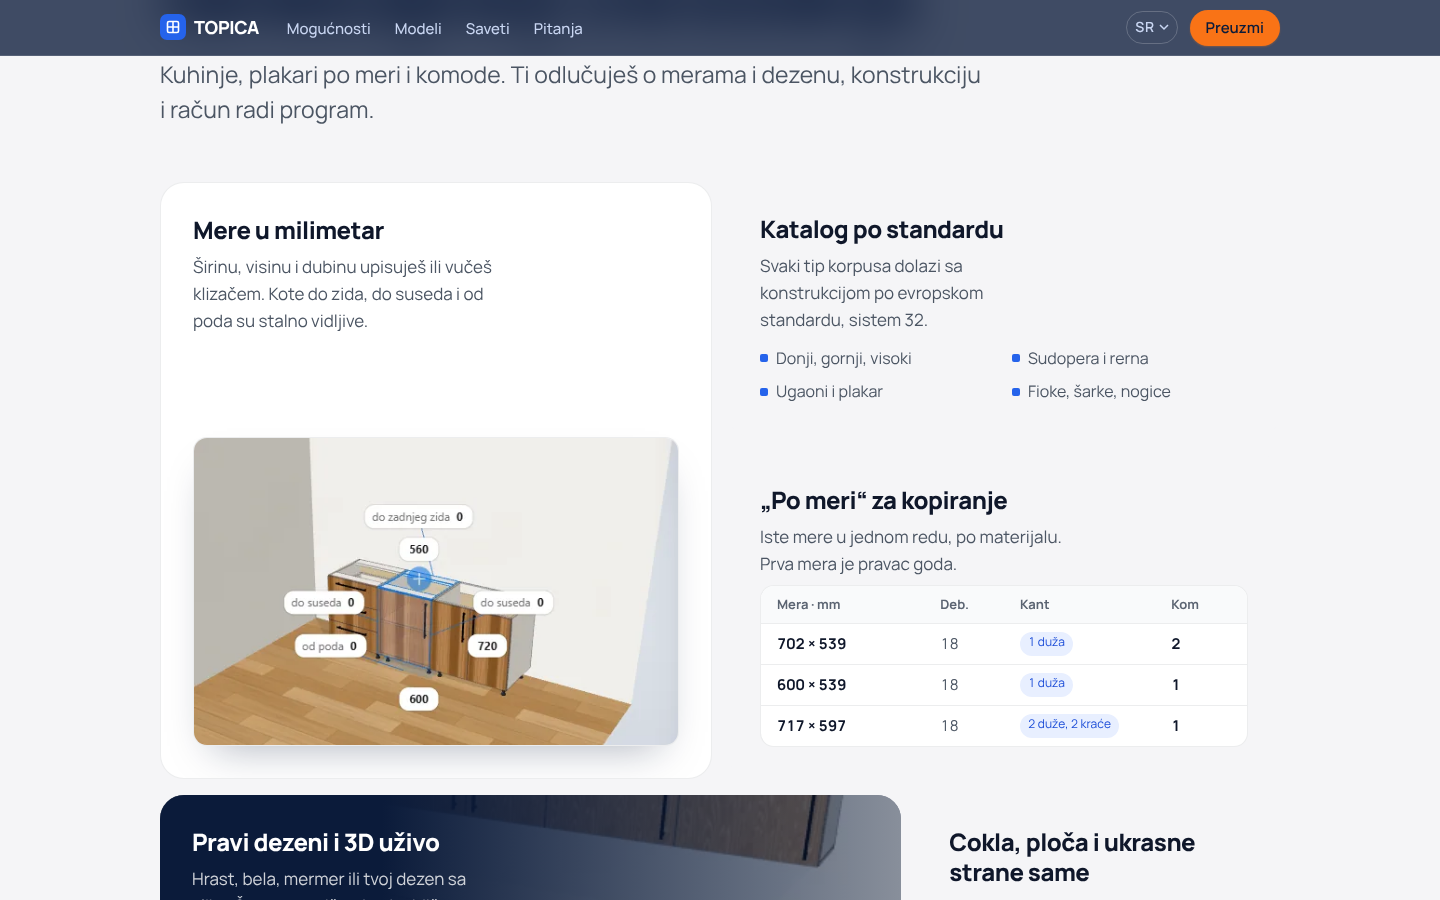 TOPICA
Mogućnosti
Modeli
Saveti
Pitanja
SR
Preuzmi
Kuhinje, plakari po meri i komode. Ti odlučuješ o merama i dezenu, konstrukciju
i račun radi program.
Mere u milimetar
Širinu, visinu i dubinu upisuješ ili vučeš
klizačem. Kote do zida, do suseda i od
poda su stalno vidljive.
do zadnjeg zida 0
560
do suseda 0
do suseda 0
od poda 0
720
600
Katalog po standardu
Svaki tip korpusa dolazi sa
konstrukcijom po evropskom
standardu, sistem 32.
Donji, gornji, visoki
Sudopera i rerna
Ugaoni i plakar
Fioke, šarke, nogice
„Po meri“ za kopiranje
Iste mere u jednom redu, po materijalu.
Prva mera je pravac goda.
Mera · mm Deb. Kant Kom
702 × 539 18 1 duža 2
600 × 539 18 1 duža 1
717 × 597 18 2 duže, 2 kraće 1
Pravi dezeni i 3D uživo
Hrast, bela, mermer ili tvoj dezen sa
Cokla, ploča i ukrasne
strane same